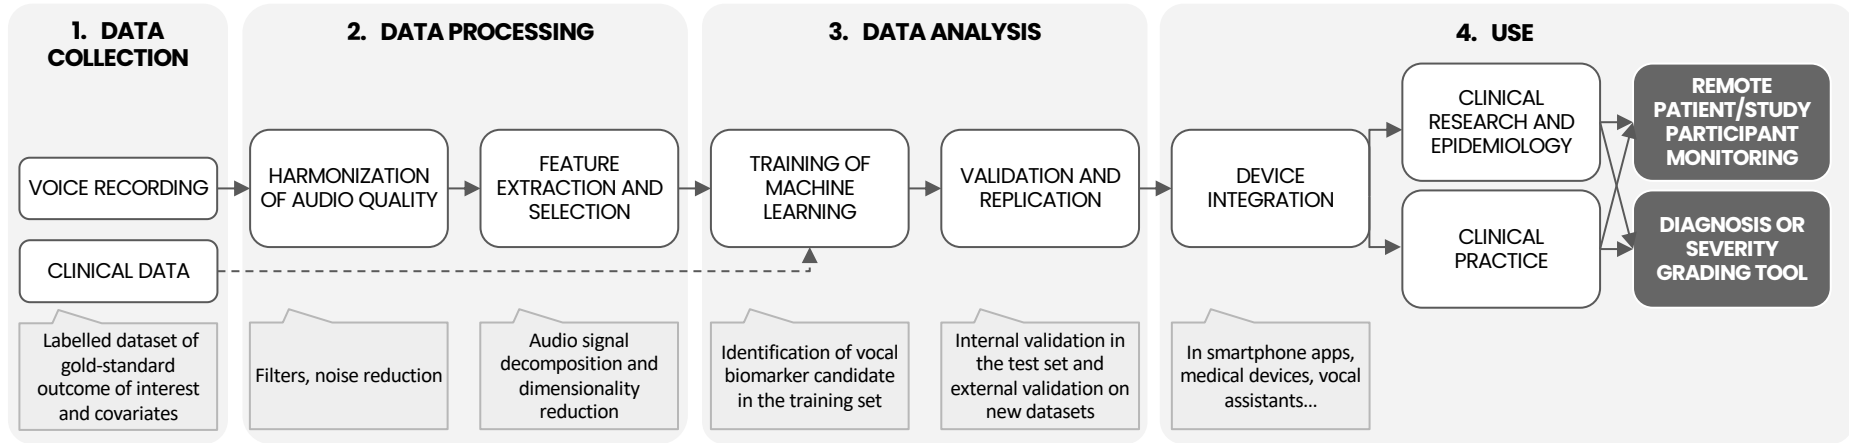 1. DATA
COLLECTION
VOICE RECORDING
CLINICAL DATA
Labelled dataset of
gold-standard
outcome of interest
and covariates
2. DATA PROCESSING
HARMONIZATION
OF AUDIO QUALITY
Filters, noise reduction
FEATURE
EXTRACTION AND
SELECTION
Audio signal
decomposition and
dimensionality
reduction
3. DATA ANALYSIS
TRAINING OF
MACHINE
LEARNING
Identification of vocal
biomarker candidate
in the training set
VALIDATION AND
REPLICATION
Internal validation in
the test set and
external validation on
new datasets
4. USE
DEVICE
INTEGRATION
In smartphone apps,
medical devices, vocal
assistants...
CLINICAL
RESEARCH AND
EPIDEMIOLOGY
CLINICAL
PRACTICE
REMOTE
PATIENT/STUDY
PARTICIPANT
MONITORING
DIAGNOSIS OR
SEVERITY
GRADING TOOL